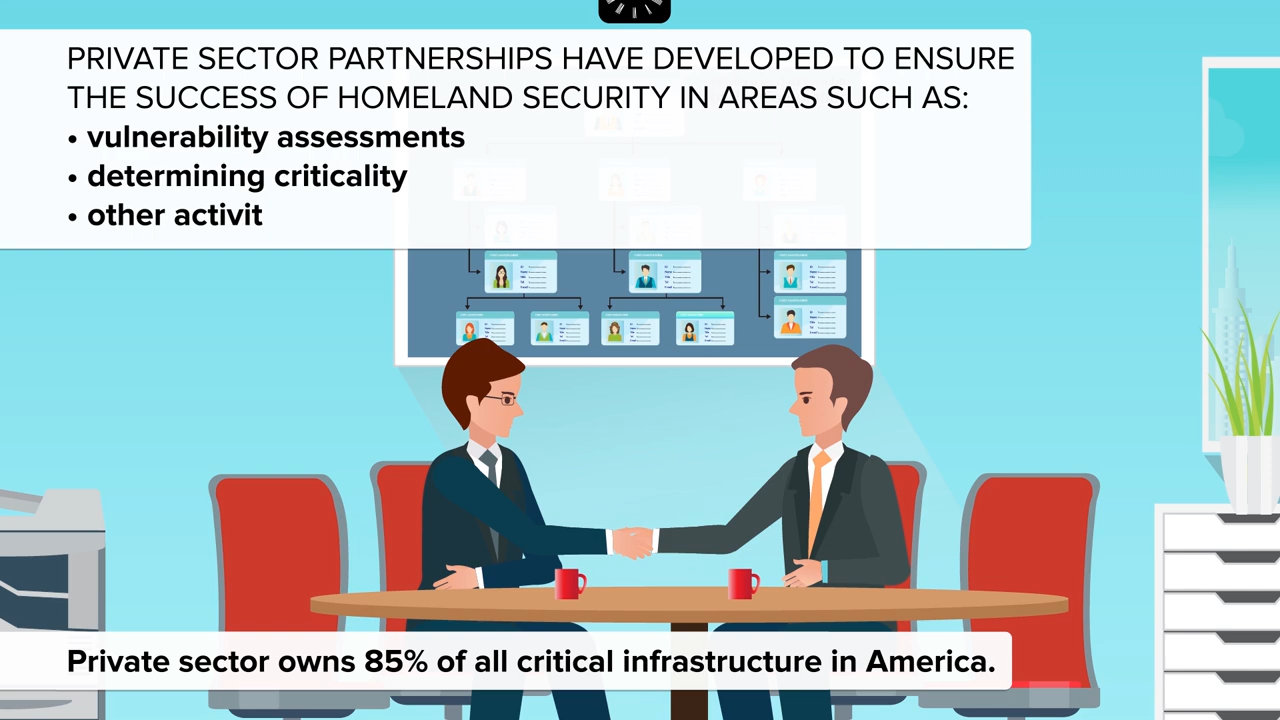 PRIVATE SECTOR PARTNERSHIPS HAVE DEVELOPED TO ENSURE
THE SUCCESS OF HOMELAND SECURITY IN AREAS SUCH AS:
• vulnerability assessments
• determining criticality
• other activit
Private sector owns 85% of all critical infrastructure in America.